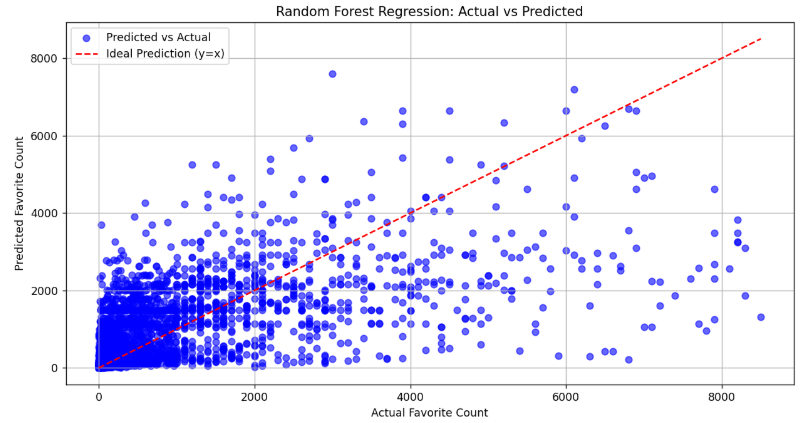 Random Forest Regression: Actual vs Predicted
Predicted vs Actual
Ideal Prediction (y=x)
Predicted Favorite Count
8000
6000
4000
2000
0
0 2000 4000 6000 8000
Actual Favorite Count